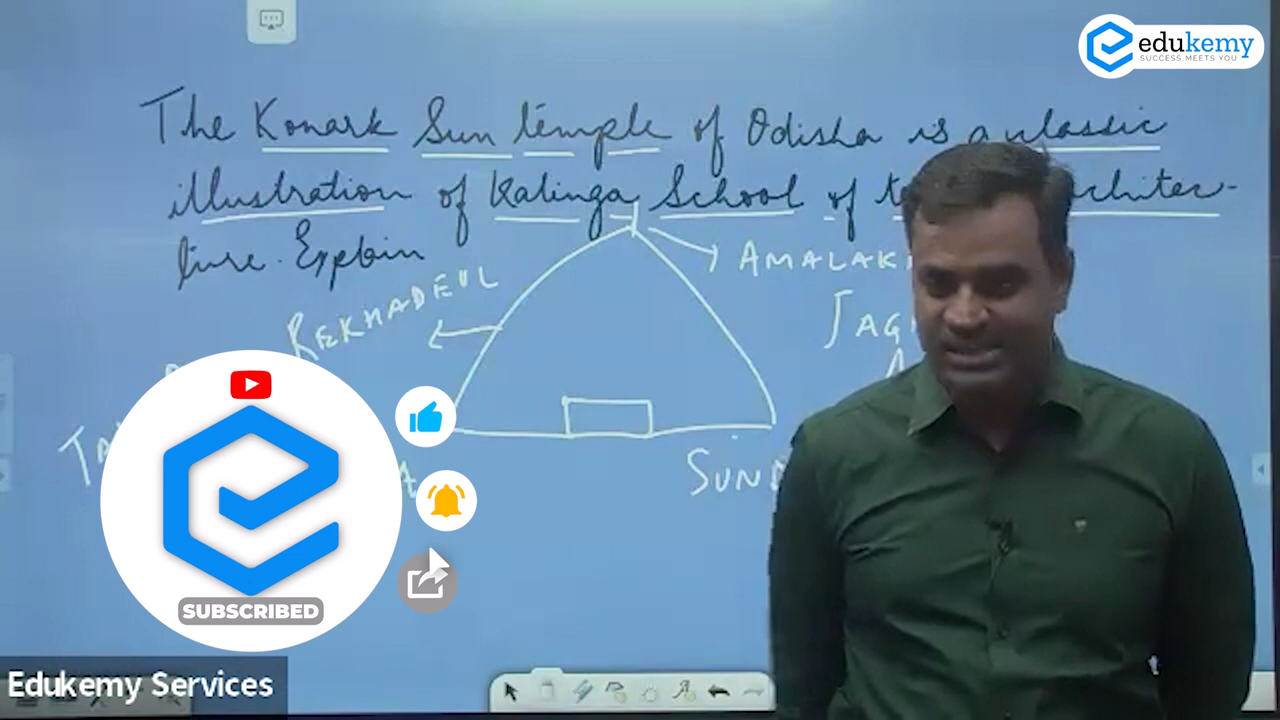 edukemy
SUCCESS MEETS YOU
The Konark Sun temple of Odisha is a classic
illustration of Kalinga School of
ture. Explain
AMALAK
REKHADEUL
JAG
SUND
SUBSCRIBED
Edukemy Services